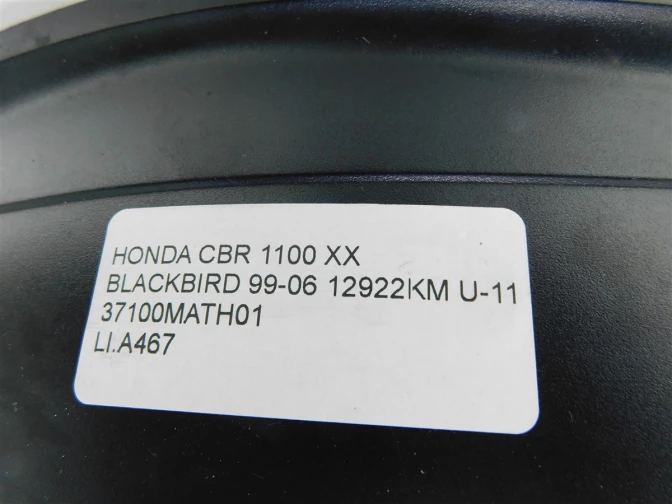 HONDA CBR 1100 XX
BLACKBIRD 99-06 12922KM U-11
37100MATH01
LI.A467